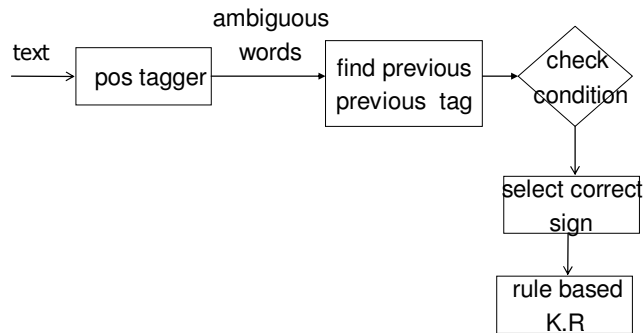 text
pos tagger
ambiguous
words
find previous
previous tag
check
condition
select correct
sign
rule based
K.R